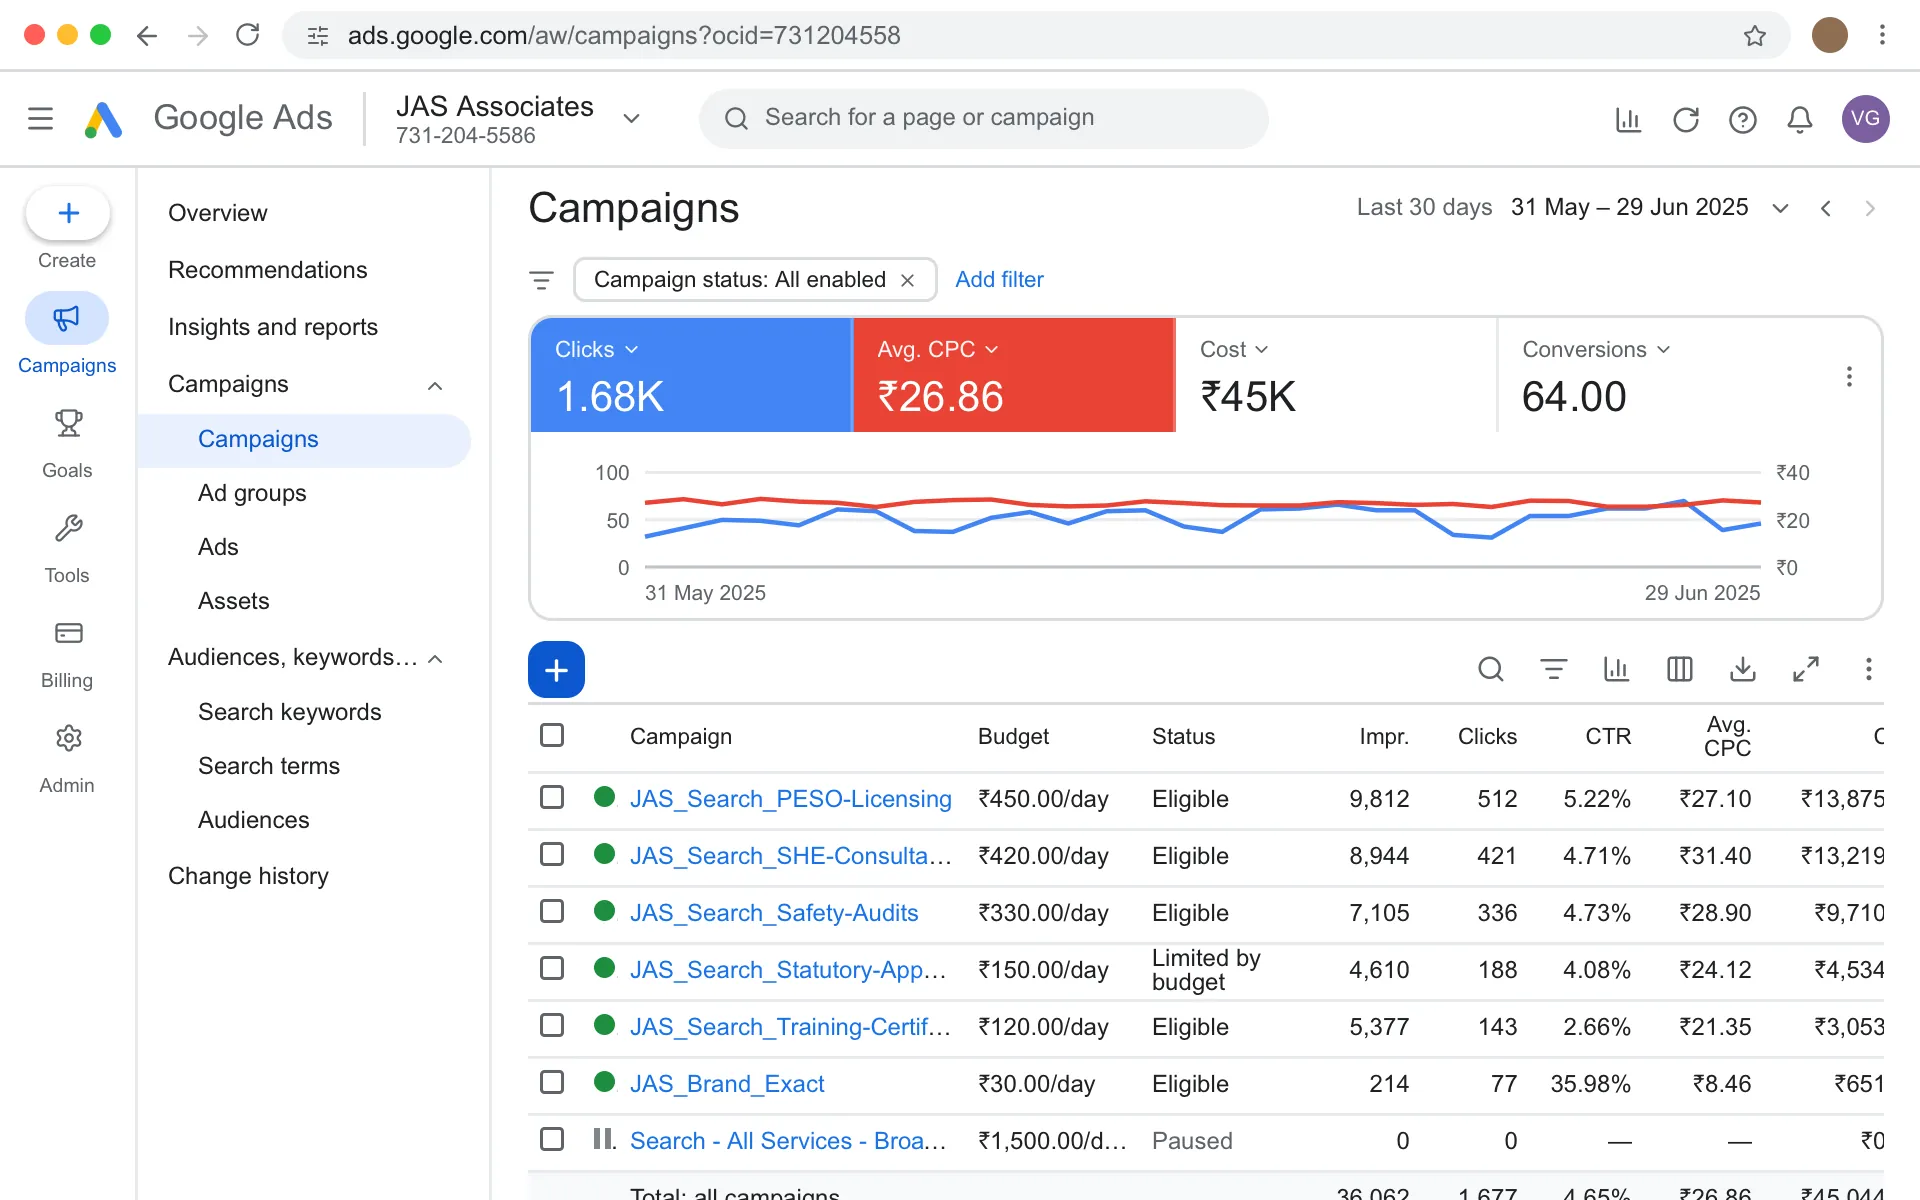 ads.google.com/aw/campaigns?ocid=731204558
Google Ads
JAS Associates
731-204-5586
Search for a page or campaign
VG
Create
Campaigns
Goals
Tools
Billing
Admin
Overview
Recommendations
Insights and reports
Campaigns
Campaigns
Ad groups
Ads
Assets
Audiences, keywords…
Search keywords
Search terms
Audiences
Change history
Campaigns
Last 30 days 31 May – 29 Jun 2025
Campaign status: All enabled
Add filter
Clicks
1.68K
Avg. CPC
₹26.86
Cost
₹45K
Conversions
64.00
100 ₹40
50 ₹20
0 ₹0
31 May 2025 29 Jun 2025
Campaign Budget Status Impr. Clicks CTR Avg. CPC C
JAS_Search_PESO-Licensing ₹450.00/day Eligible 9,812 512 5.22% ₹27.10 ₹13,875
JAS_Search_SHE-Consulta… ₹420.00/day Eligible 8,944 421 4.71% ₹31.40 ₹13,219
JAS_Search_Safety-Audits ₹330.00/day Eligible 7,105 336 4.73% ₹28.90 ₹9,710
JAS_Search_Statutory-App… ₹150.00/day Limited by budget 4,610 188 4.08% ₹24.12 ₹4,534
JAS_Search_Training-Certif… ₹120.00/day Eligible 5,377 143 2.66% ₹21.35 ₹3,053
JAS_Brand_Exact ₹30.00/day Eligible 214 77 35.98% ₹8.46 ₹651
Search - All Services - Broa… ₹1,500.00/d… Paused 0 0 — — ₹0
Total: all campaigns 36,062 1,677 4.65% ₹26.86 ₹45,044